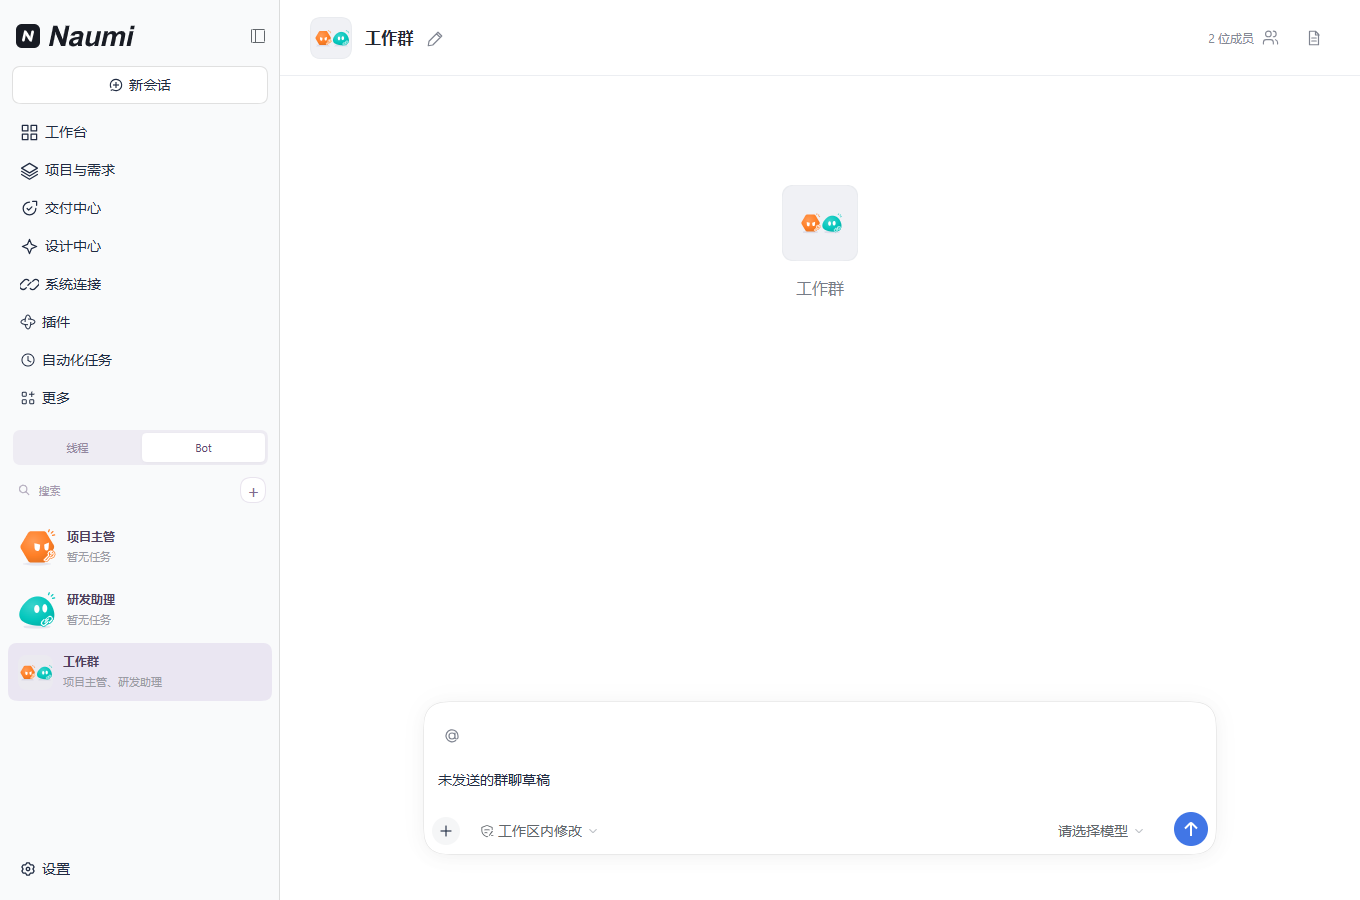 Naumi
新会话
工作台
项目与需求
交付中心
设计中心
系统连接
插件
自动化任务
更多
线程 Bot
搜索
项目主管
暂无任务
研发助理
暂无任务
工作群
项目主管、研发助理
设置
工作群
2 位成员
工作群
@
未发送的群聊草稿
工作区内修改
请选择模型